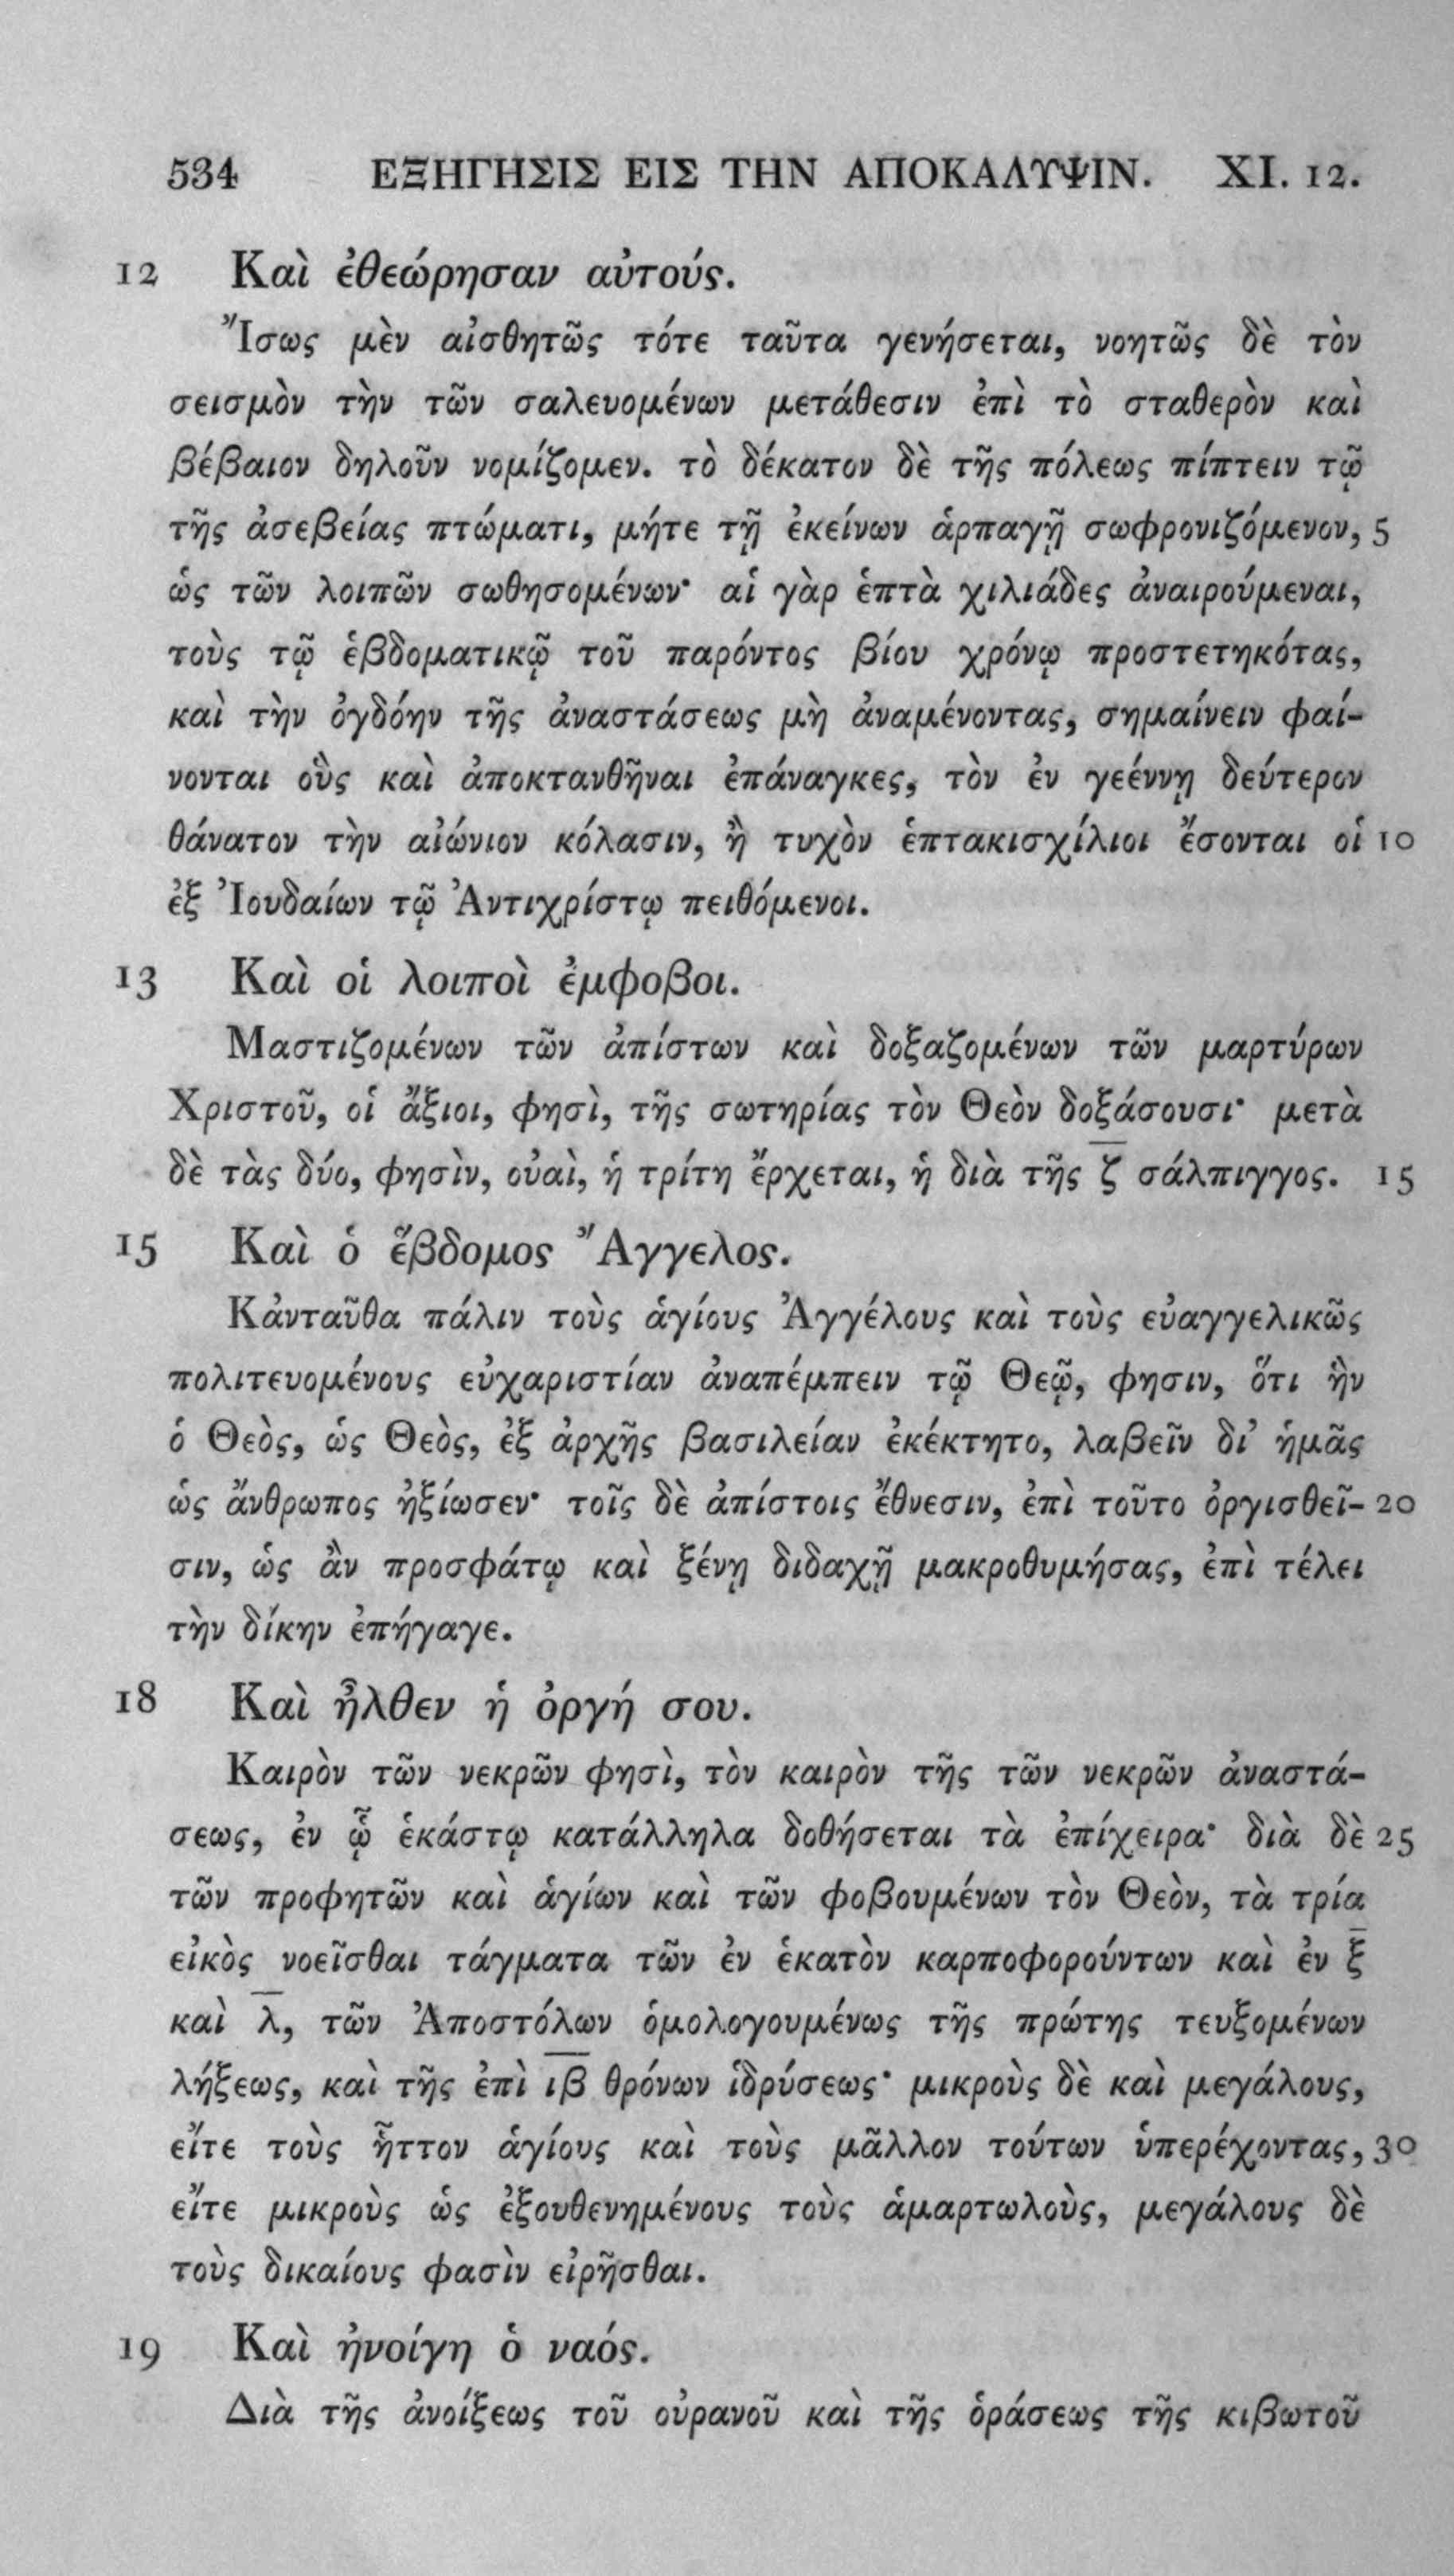 534 ΕΞΗΓΗΣΙΣ ΕΙΣ ΤΗΝ ΑΠΟΚΑΛΥΨΙΝ. XI. 12.
12 Καὶ ἐθεώρησαν αὐτούς.
Ἴσως μὲν αἰσθητῶς τότε ταῦτα γενήσεται, νοητῶς δὲ τὸν
σεισμὸν τὴν τῶν σαλευομένων μετάθεσιν ἐπὶ τὸ σταθερὸν καὶ
βέβαιον δηλοῦν νομίζομεν. τὸ δέκατον δὲ τῆς πόλεως πίπτειν τῷ
τῆς ἀσεβείας πτώματι, μήτε τῇ ἐκείνων ἁρπαγῇ σωφρονιζόμενον, 5
ὡς τῶν λοιπῶν σωθησομένων· αἱ γὰρ ἑπτὰ χιλιάδες ἀναιρούμεναι,
τοὺς τῷ ἑβδοματικῷ τοῦ παρόντος βίου χρόνῳ προστετηκότας,
καὶ τὴν ὀγδόην τῆς ἀναστάσεως μὴ ἀναμένοντας, σημαίνειν φαί-
νονται οὓς καὶ ἀποκτανθῆναι ἐπάναγκες, τὸν ἐν γεέννῃ δεύτερον
θάνατον τὴν αἰώνιον κόλασιν, ἢ τυχὸν ἑπτακισχίλιοι ἔσονται οἱ 10
ἐξ Ἰουδαίων τῷ Ἀντιχρίστῳ πειθόμενοι.
13 Καὶ οἱ λοιποὶ ἐμφοβοι.
Μαστιζομένων τῶν ἀπίστων καὶ δοξαζομένων τῶν μαρτύρων
Χριστοῦ, οἱ ἄξιοι, φησὶ, τῆς σωτηρίας τὸν Θεὸν δοξάσουσι· μετὰ
δὲ τὰς δύο, φησὶν, οὐαὶ, ἡ τρίτη ἔρχεται, ἡ διὰ τῆς ζ̅ σάλπιγγος. 15
15 Καὶ ὁ ἕβδομος Ἄγγελος.
Κἀνταῦθα πάλιν τοὺς ἁγίους Ἀγγέλους καὶ τοὺς εὐαγγελικῶς
πολιτευομένους εὐχαριστίαν ἀναπέμπειν τῷ Θεῷ, φησιν, ὅτι ἣν
ὁ Θεὸς, ὡς Θεὸς, ἐξ ἀρχῆς βασιλείαν ἐκέκτητο, λαβεῖν δι’ ἡμᾶς
ὡς ἄνθρωπος ἠξίωσεν· τοῖς δὲ ἀπίστοις ἔθνεσιν, ἐπὶ τοῦτο ὀργισθεῖ- 20
σιν, ὡς ἂν προσφάτῳ καὶ ξένῃ διδαχῇ μακροθυμήσας, ἐπὶ τέλει
τὴν δίκην ἐπήγαγε.
18 Καὶ ἦλθεν ἡ ὀργή σου.
Καιρὸν τῶν νεκρῶν φησὶ, τὸν καιρὸν τῆς τῶν νεκρῶν ἀναστά-
σεως, ἐν ᾧ ἑκάστῳ κατάλληλα δοθήσεται τὰ ἐπίχειρα· διὰ δὲ 25
τῶν προφητῶν καὶ ἁγίων καὶ τῶν φοβουμένων τὸν Θεὸν, τὰ τρία
εἰκὸς νοεῖσθαι τάγματα τῶν ἐν ἑκατὸν καρποφορούντων καὶ ἐν ξ̅
καὶ λ̅, τῶν Ἀποστόλων ὁμολογουμένως τῆς πρώτης τευξομένων
λήξεως, καὶ τῆς ἐπὶ ι̅β̅ θρόνων ἱδρύσεως· μικροὺς δὲ καὶ μεγάλους,
εἴτε τοὺς ἧττον ἁγίους καὶ τοὺς μᾶλλον τούτων ὑπερέχοντας, 30
εἴτε μικροὺς ὡς ἐξουθενημένους τοὺς ἁμαρτωλοὺς, μεγάλους δὲ
τοὺς δικαίους φασὶν εἰρῆσθαι.
19 Καὶ ἠνοίγη ὁ ναός.
Διὰ τῆς ἀνοίξεως τοῦ οὐρανοῦ καὶ τῆς ὁράσεως τῆς κιβωτοῦ